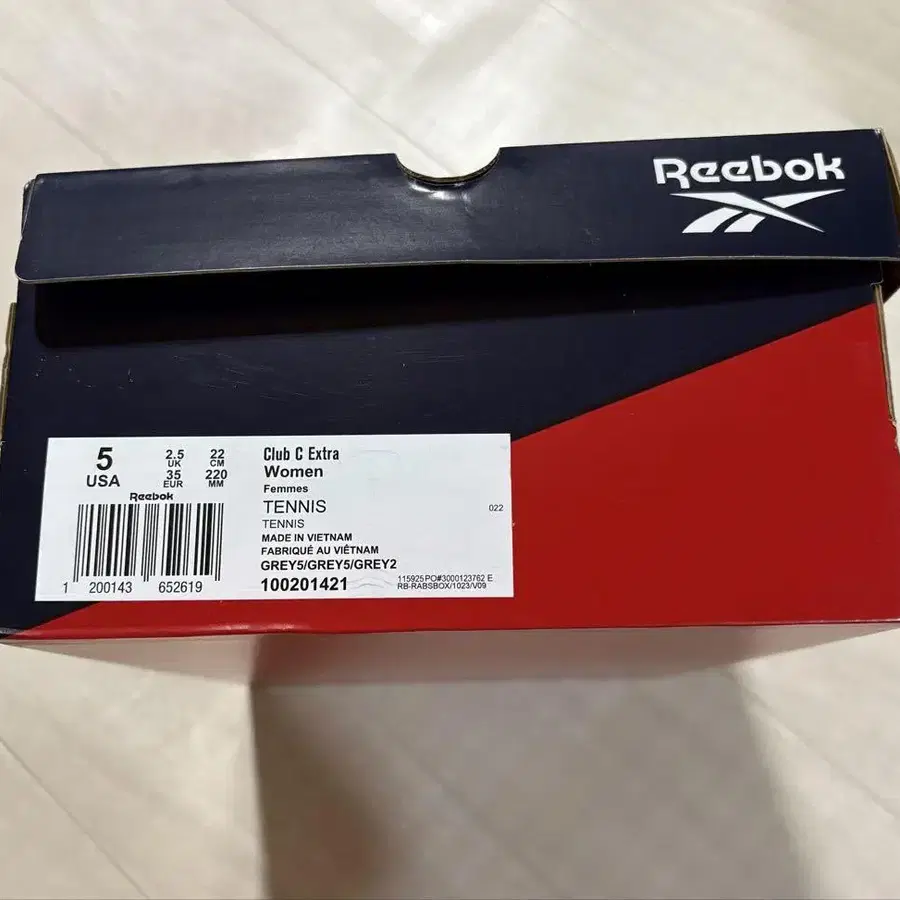 Reebok
5
USA
2.5
UK
35
EUR
22
CM
220
MM
Reebok
1 200143 652619
Club C Extra
Women
Femmes
TENNIS
TENNIS
MADE IN VIETNAM
FABRIQUÉ AU VIÊTNAM
GREY5/GREY5/GREY2
100201421
022
115925 PO#3000123762 E
RB-RABSBOX/1023/V09